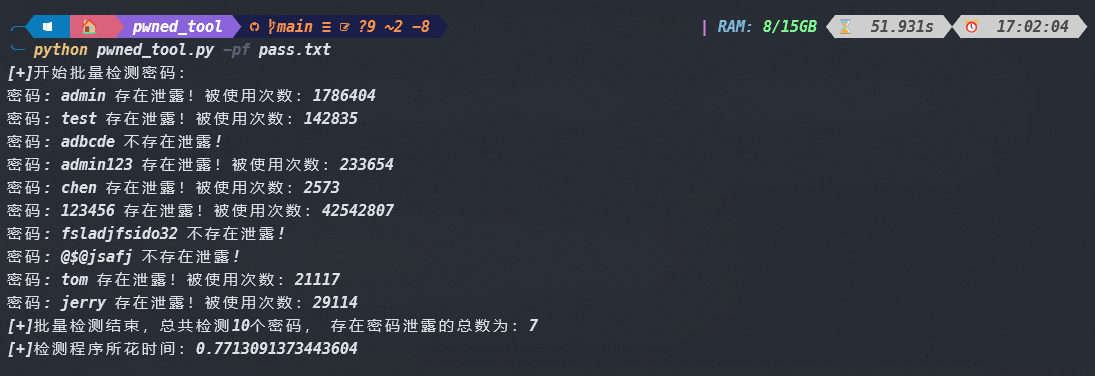 pwned_tool main ≡ ?9 ~2 -8 | RAM: 8/15GB 51.931s 17:02:04
python pwned_tool.py -pf pass.txt
[+]开始批量检测密码:
密码: admin 存在泄露! 被使用次数: 1786404
密码: test 存在泄露! 被使用次数: 142835
密码: adbcde 不存在泄露!
密码: admin123 存在泄露! 被使用次数: 233654
密码: chen 存在泄露! 被使用次数: 2573
密码: 123456 存在泄露! 被使用次数: 42542807
密码: fsladjfsido32 不存在泄露!
密码: @$@jsafj 不存在泄露!
密码: tom 存在泄露! 被使用次数: 21117
密码: jerry 存在泄露! 被使用次数: 29114
[+]批量检测结束, 总共检测10个密码, 存在密码泄露的总数为: 7
[+]检测程序所花时间: 0.7713091373443604